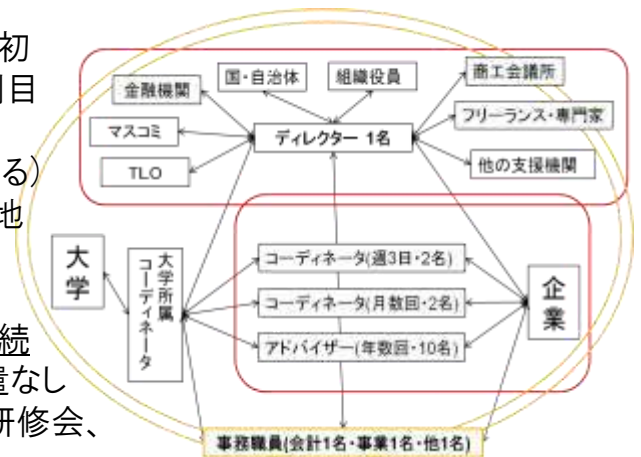 初
目
る)
地
続
量なし
研修会、
国・自治体
組織役員
商工会議所
金融機関
フリーランス・専門家
マスコミ
ディレクター 1名
他の支援機関
TLO
大学
大学所属
コーディネータ
コーディネータ(週3日・2名)
コーディネータ(月数回・2名)
アドバイザー(年数回・10名)
企業
事務職員(会計1名・事業1名・他1名)